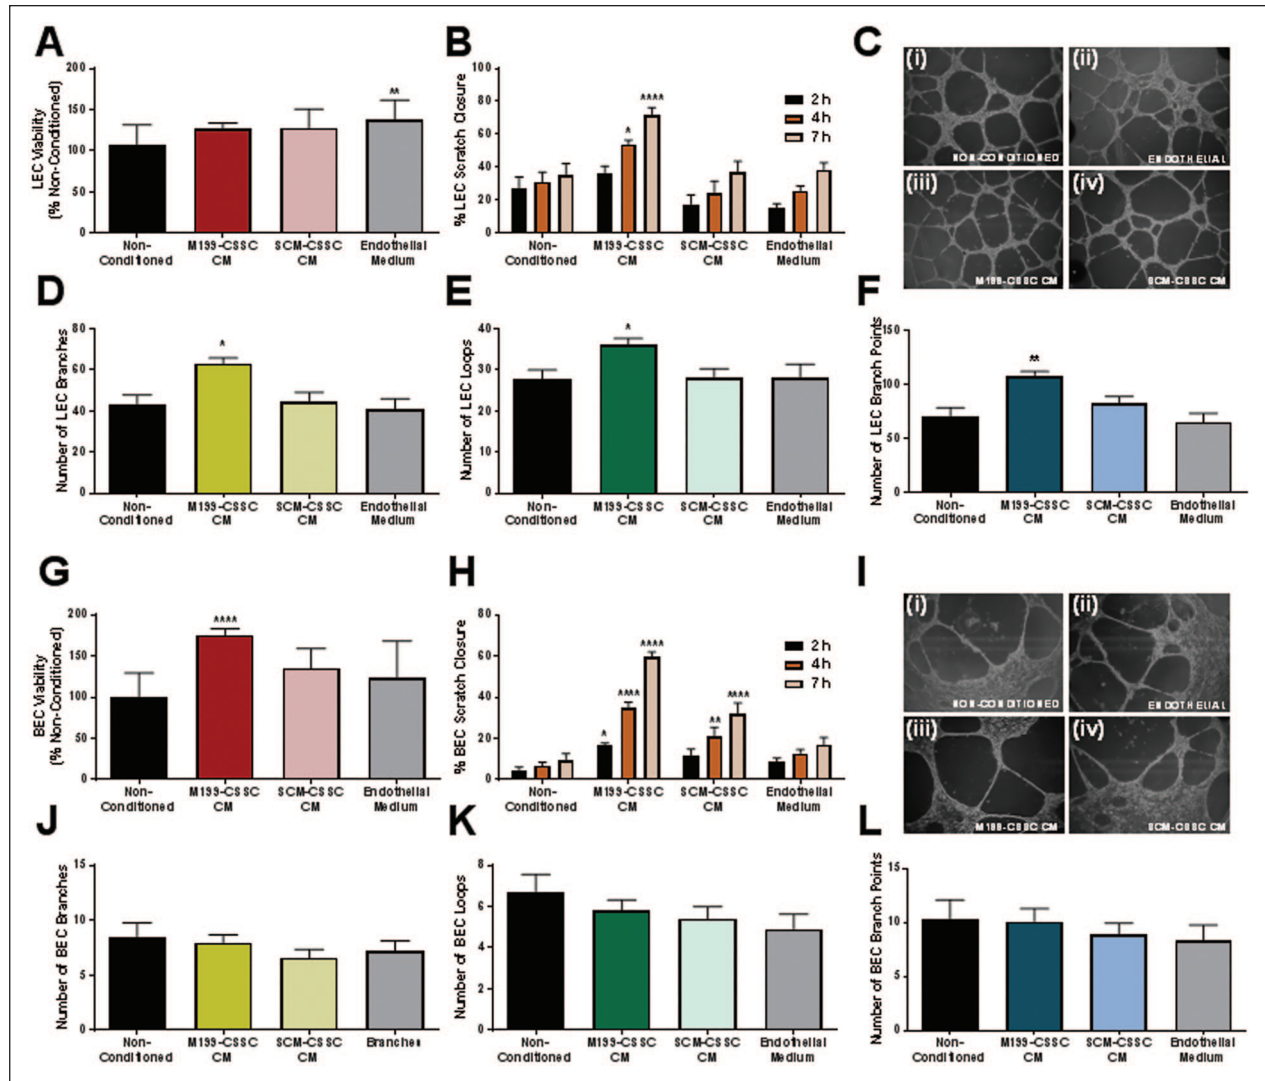 A
LEC Viability
(% Non-Conditioned)
200
150
100
50
0
**
Non-
Conditioned
M199-CSSC
CM
SCM-CSSC
CM
Endothelial
Medium
B
% LEC Scratch Closure
100
80
60
40
20
0
*
****
2h
4h
7h
Non-
Conditioned
M199-CSSC
CM
SCM-CSSC
CM
Endothelial
Medium
C
(i)
NON-CONDITIONED
(ii)
ENDOTHELIAL
(iii)
M199-CSSC CM
(iv)
SCM-CSSC CM
D
Number of LEC Branches
80
60
40
20
0
*
Non-
Conditioned
M199-CSSC
CM
SCM-CSSC
CM
Endothelial
Medium
E
Number of LEC Loops
40
30
20
10
0
*
Non-
Conditioned
M199-CSSC
CM
SCM-CSSC
CM
Endothelial
Medium
F
Number of LEC Branch Points
150
100
50
0
**
Non-
Conditioned
M199-CSSC
CM
SCM-CSSC
CM
Endothelial
Medium
G
BEC Viability
(% Non-Conditioned)
200
150
100
50
0
****
Non-
Conditioned
M199-CSSC
CM
SCM-CSSC
CM
Endothelial
Medium
H
% BEC Scratch Closure
80
60
40
20
0
*
****
****
**
****
2h
4h
7h
Non-
Conditioned
M199-CSSC
CM
SCM-CSSC
CM
Endothelial
Medium
I
(i)
NON-CONDITIONED
(ii)
ENDOTHELIAL
(iii)
M199-CSSC CM
(iv)
SCM-CSSC CM
J
Number of BEC Branches
15
10
5
0
Non-
Conditioned
M199-CSSC
CM
SCM-CSSC
CM
Branches
K
Number of BEC Loops
8
6
4
2
0
Non-
Conditioned
M199-CSSC
CM
SCM-CSSC
CM
Endothelial
Medium
L
Number of BEC Branch Points
15
10
5
0
Non-
Conditioned
M199-CSSC
CM
SCM-CSSC
CM
Endothelial
Medium